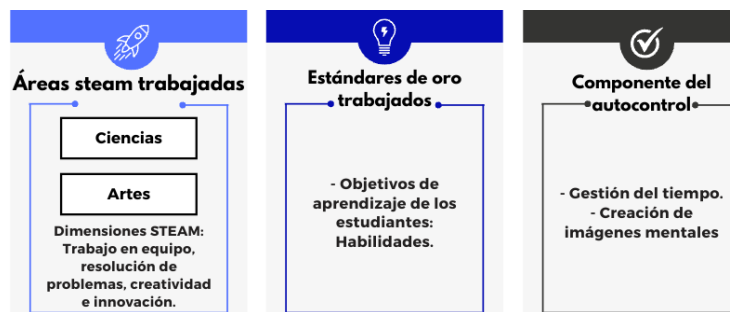 Áreas steam trabajadas
Ciencias
Artes
Dimensiones STEAM:
Trabajo en equipo,
resolución de
problemas, creatividad
e innovación.
Estándares de oro
trabajados
- Objetivos de
aprendizaje de los
estudiantes:
Habilidades.
Componente del
autocontrol
- Gestión del tiempo.
- Creación de
imágenes mentales